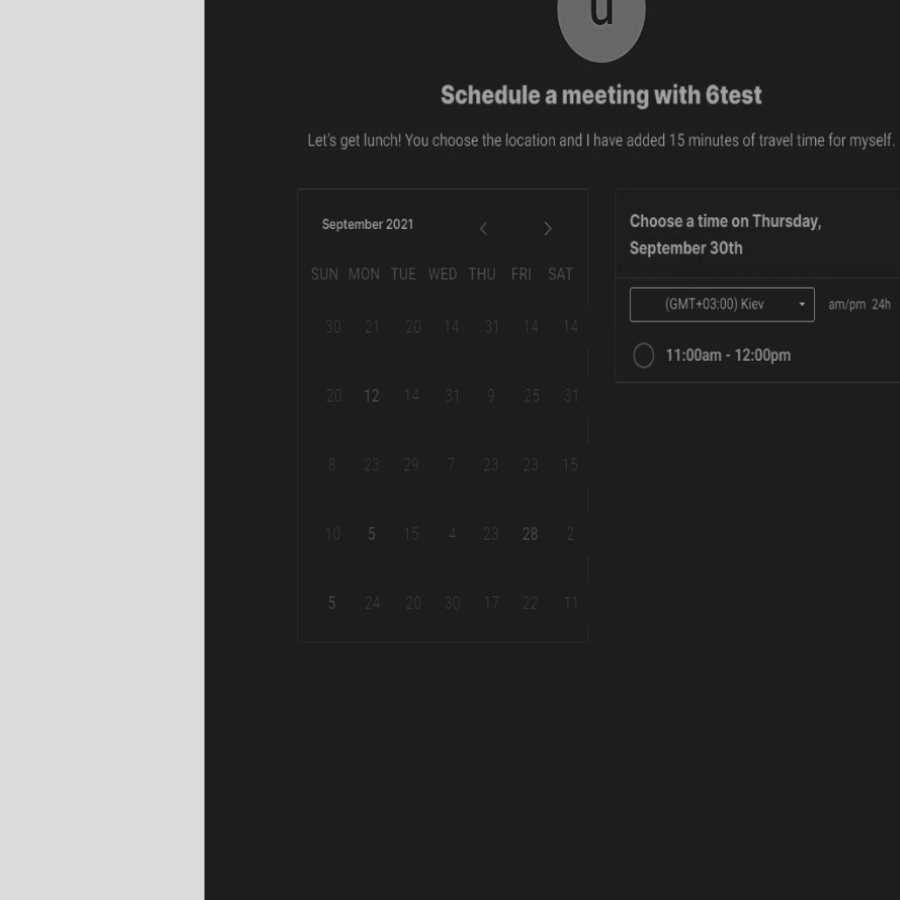 u
Schedule a meeting with 6test
Let's get lunch! You choose the location and I have added 15 minutes of travel time for myself.
September 2021
SUN MON TUE WED THU FRI SAT
30 21 20 14 31 14 14
20 12 14 31 9 25 31
8 23 29 7 23 23 15
10 5 15 4 23 28 2
5 24 20 30 17 22 11
Choose a time on Thursday,
September 30th
(GMT+03:00) Kiev am/pm 24h
11:00am - 12:00pm